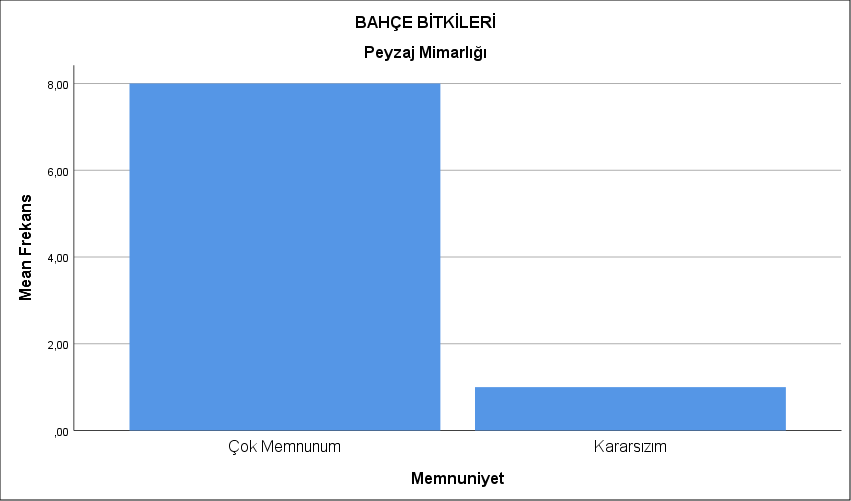 BAHÇE BİTKİLERİ
Peyzaj Mimarlığı
8,00
6,00
4,00
2,00
,00
Mean Frekans
Çok Memnunum
Kararsızım
Memnuniyet